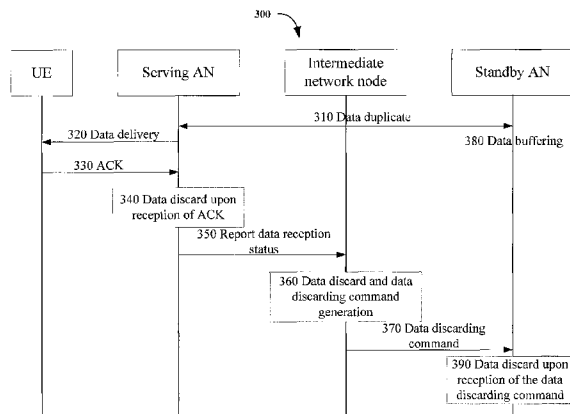 300
UE
Serving AN
Intermediate
network node
Standby AN
310 Data duplicate
320 Data delivery
380 Data buffering
330 ACK
340 Data discard upon
reception of ACK
350 Report data reception
status
360 Data discard and data
discarding command
generation
370 Data discarding
command
390 Data discard upon
reception of the data
discarding command